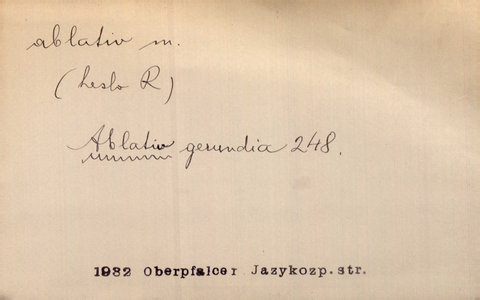 ablativ m.
(heslo R)
Ablativ gerundia 248.
1932 Oberpfalcer Jazykozp.str.